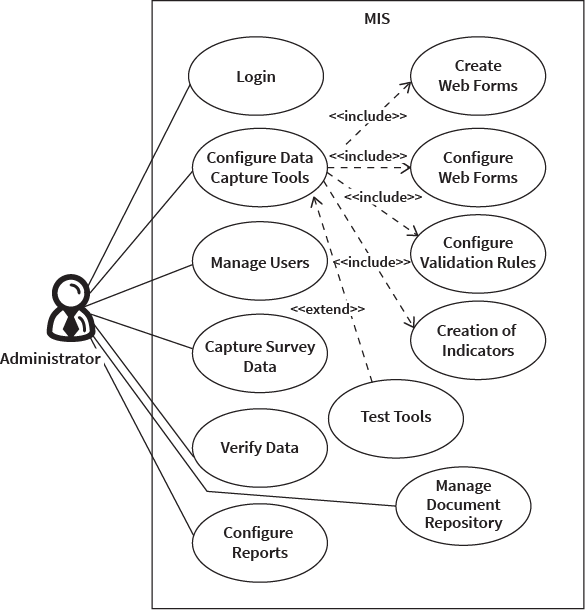 MIS
Login
Create
Web Forms
<<include>>
Configure Data
Capture Tools
<<include>>
Configure
Web Forms
<<include>>
Manage Users
<<include>>
Configure
Validation Rules
<<extend>>
Administrator
Capture Survey
Data
Creation of
Indicators
Test Tools
Verify Data
Manage
Document
Repository
Configure
Reports